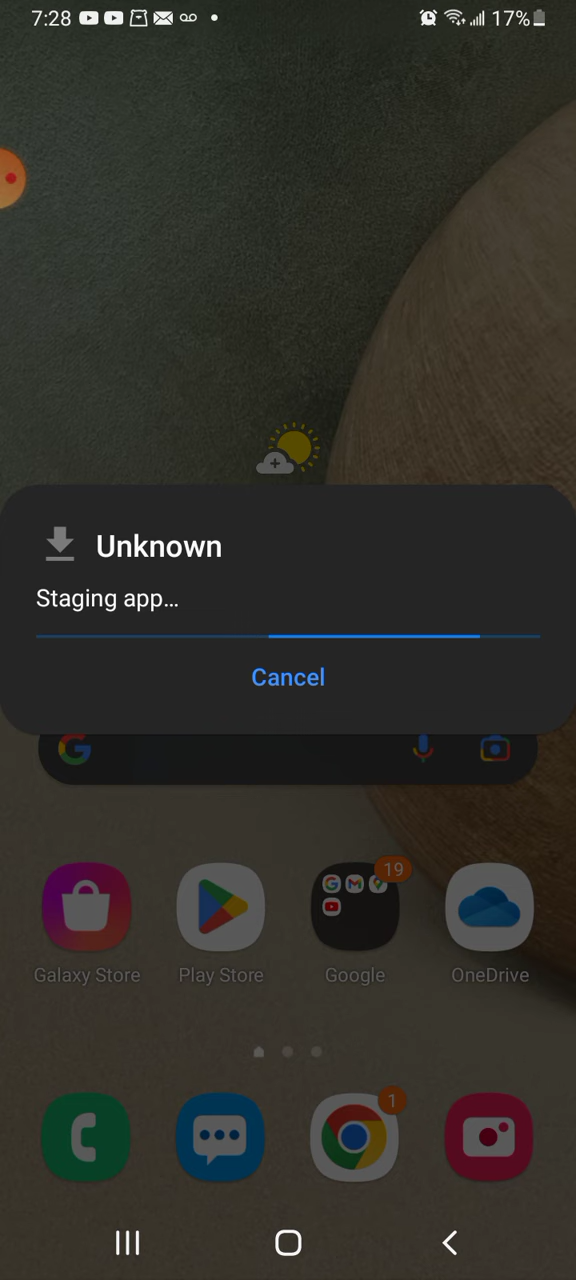 7:28 17%
Unknown
Staging app...
Cancel
19
Galaxy Store Play Store Google OneDrive
1